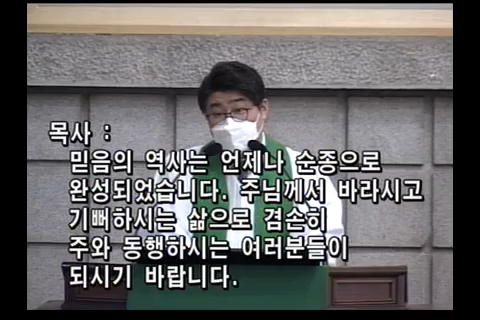 목사 :
믿음의 역사는 언제나 순종으로
완성되었습니다. 주님께서 바라시고
기뻐하시는 삶으로 겸손히
주와 동행하시는 여러분들이
되시기 바랍니다.